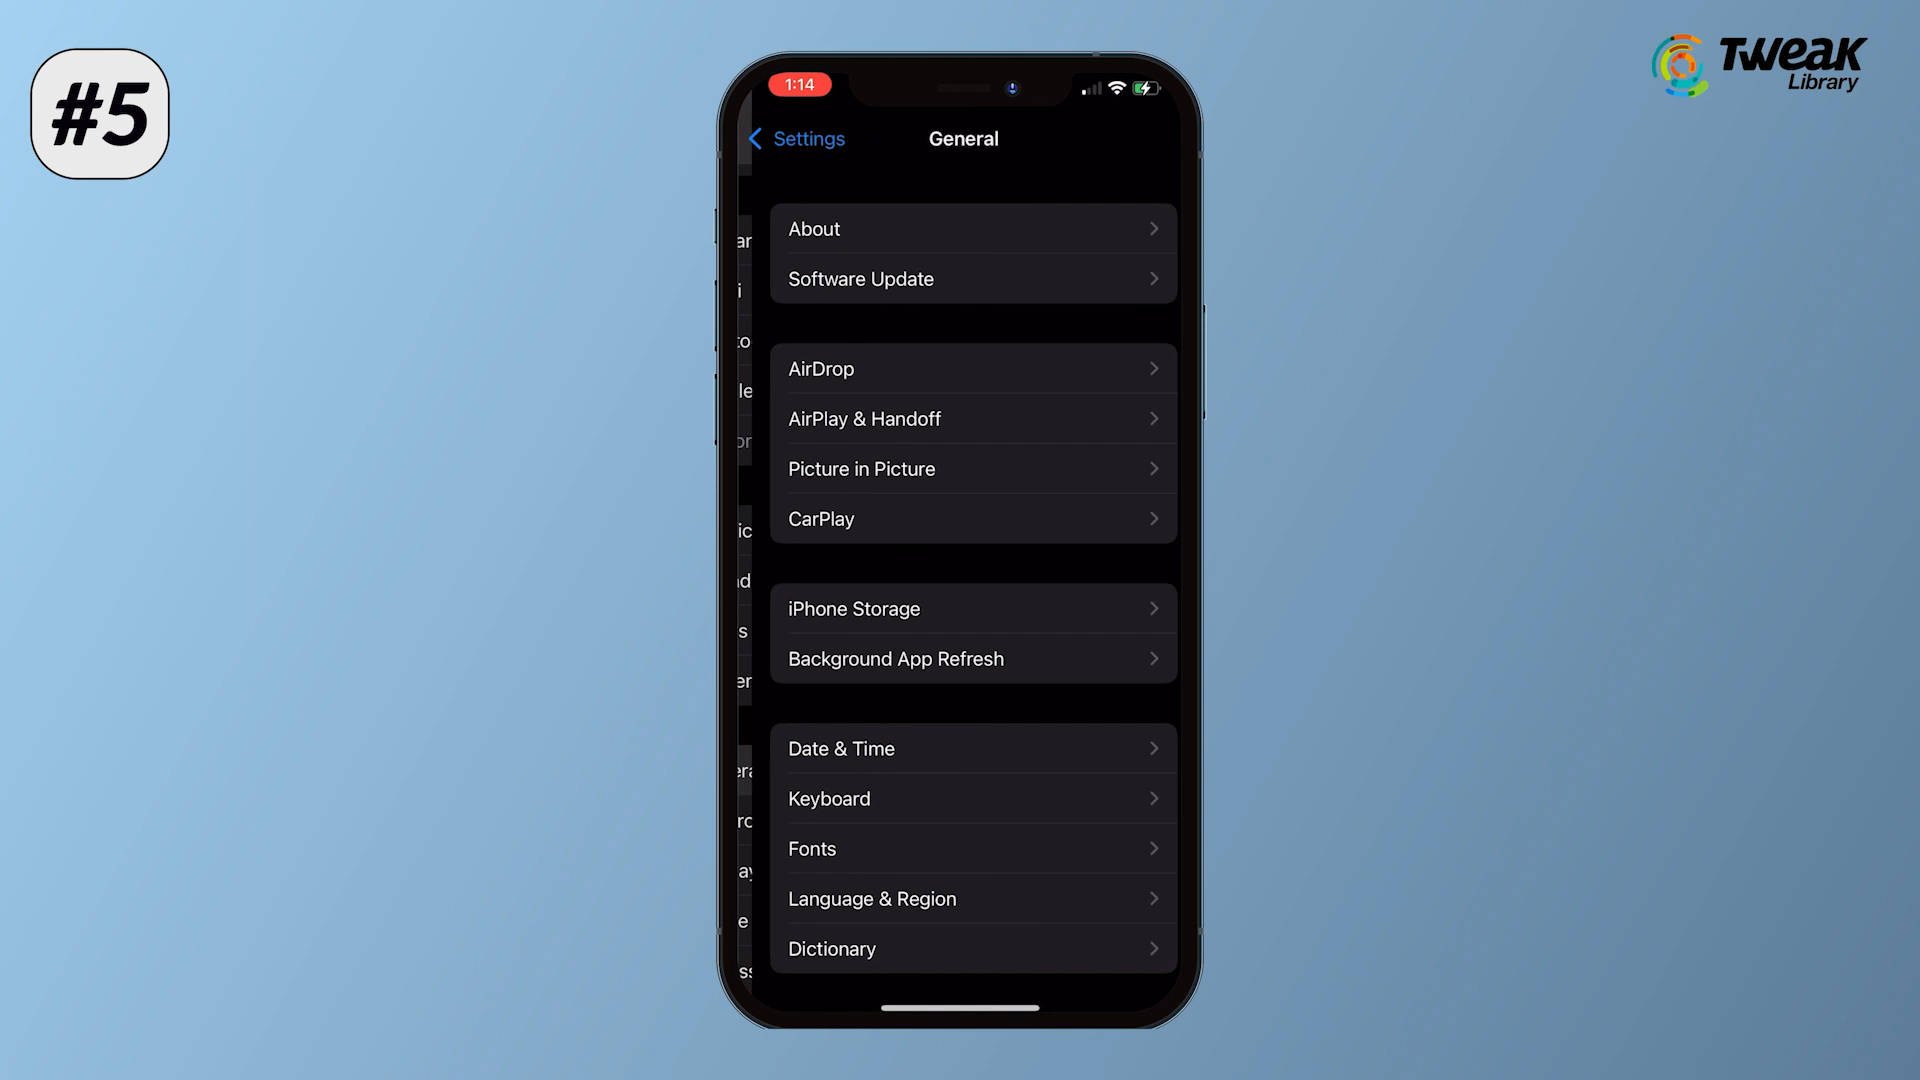 #5
TWeaK
Library
1:14
Settings
General
About
Software Update
AirDrop
AirPlay & Handoff
Picture in Picture
CarPlay
iPhone Storage
Background App Refresh
Date & Time
Keyboard
Fonts
Language & Region
Dictionary